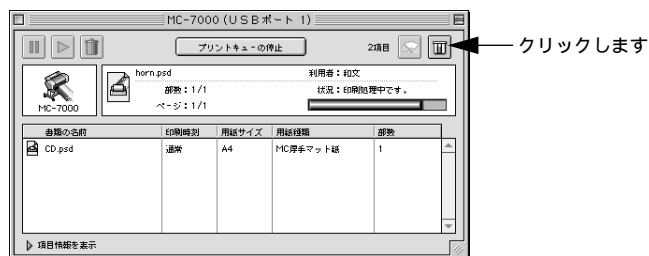 MC-7000 (USBポート 1)
プリントキューの停止
2項目
クリックします
MC-7000
horn.psd
利用者：和文
部数：1/1
状況：印刷処理中です。
ページ：1/1
書類の名前 印刷時刻 用紙サイズ 用紙種類 部数
CD.psd 通常 A4 MC厚手マット紙 1
項目情報を表示